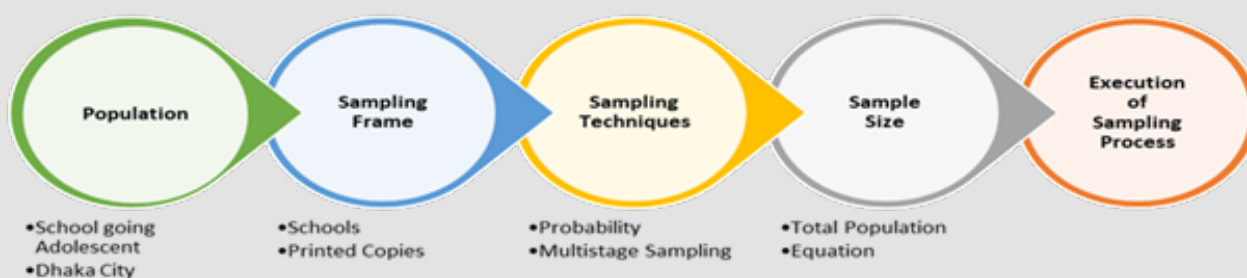 Population
Sampling
Frame
Sampling
Techniques
Sample
Size
Execution
of
Sampling
Process
•School going
Adolescent
•Dhaka City
•Schools
•Printed Copies
•Probability
•Multistage Sampling
•Total Population
•Equation